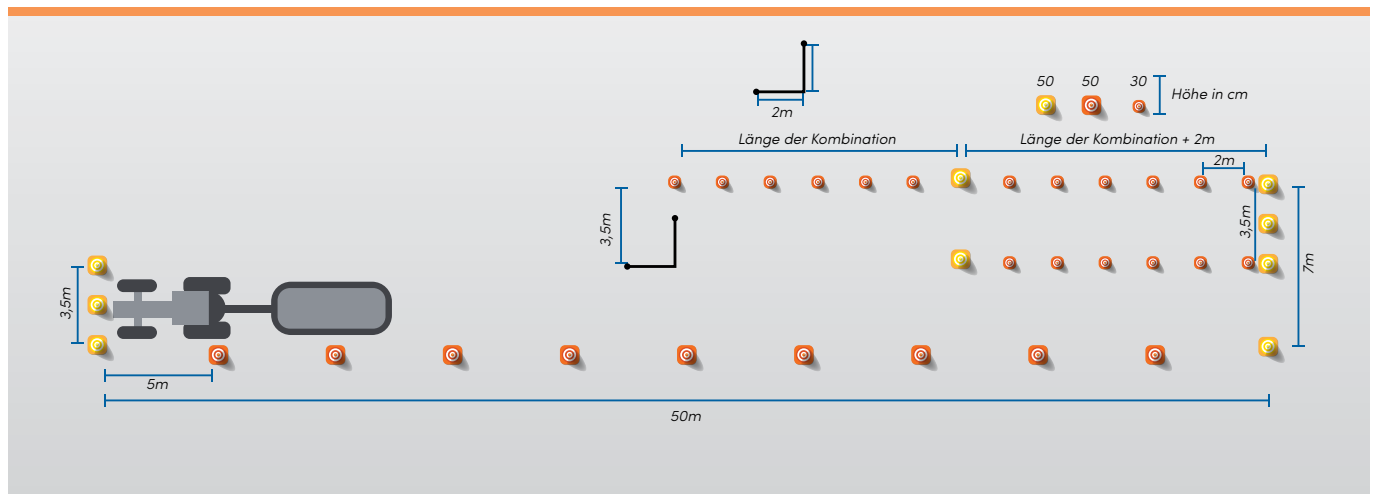 50 50 30
Höhe in cm
2m
Länge der Kombination
Länge der Kombination + 2m
2m
3,5m
3,5m
7m
3,5m
5m
50m